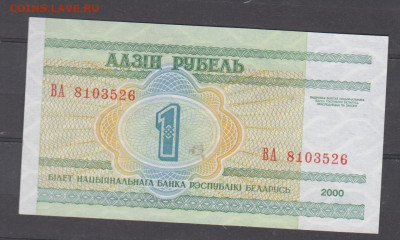 COINS.LAVE.RU
АДЗІН РУБЕЛЬ
ВА 8103526
1
ВА 8103526
БІЛЕТ НАЦЫЯНАЛЬНАГА БАНКА РЭСПУБЛІКІ БЕЛАРУСЬ
2000